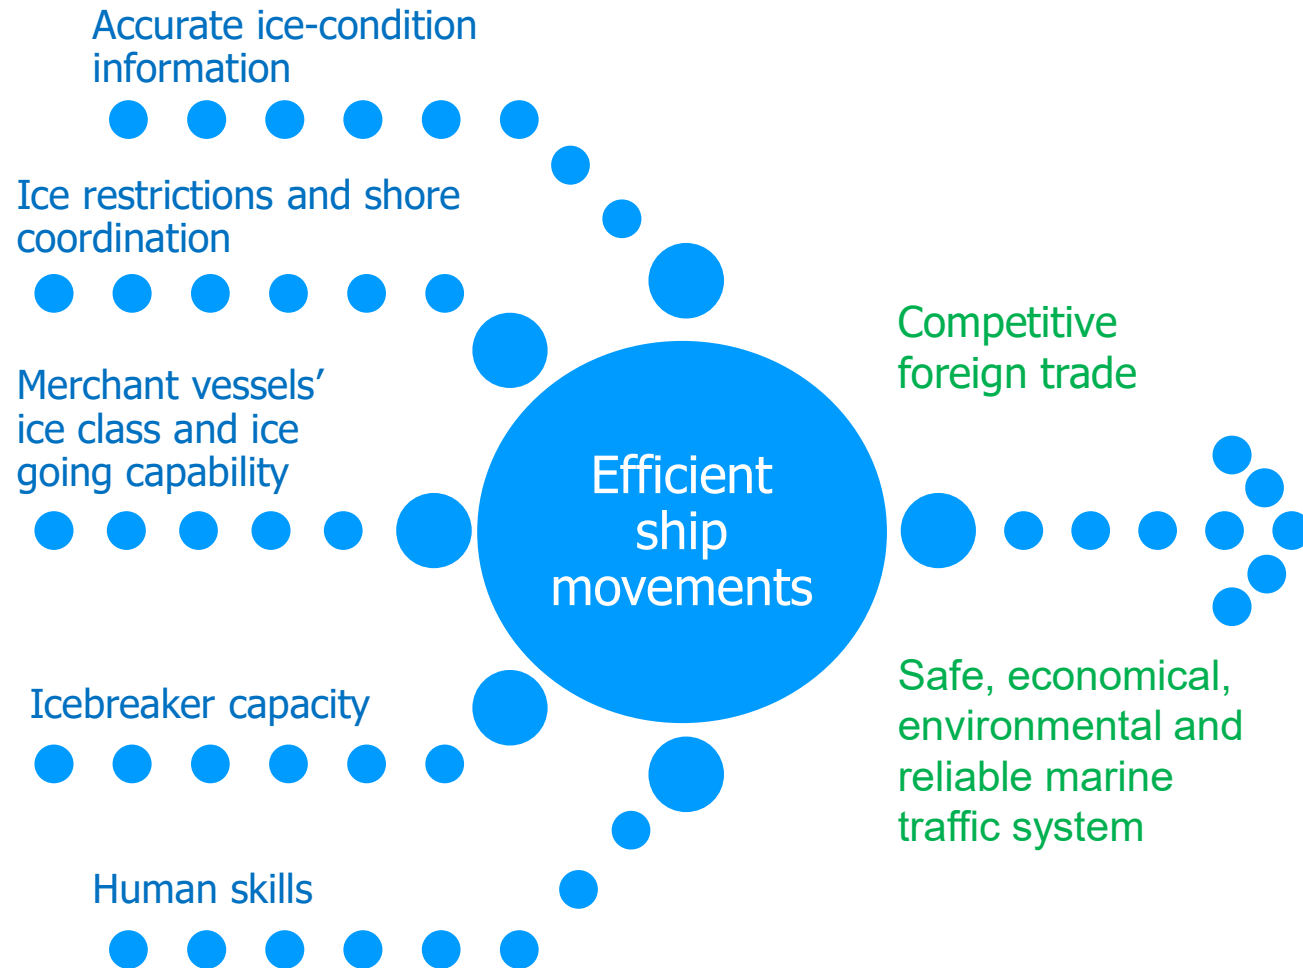 Accurate ice-condition
information
Ice restrictions and shore
coordination
Merchant vessels’
ice class and ice
going capability
Icebreaker capacity
Human skills
Efficient
ship
movements
Competitive
foreign trade
Safe, economical,
environmental and
reliable marine
traffic system